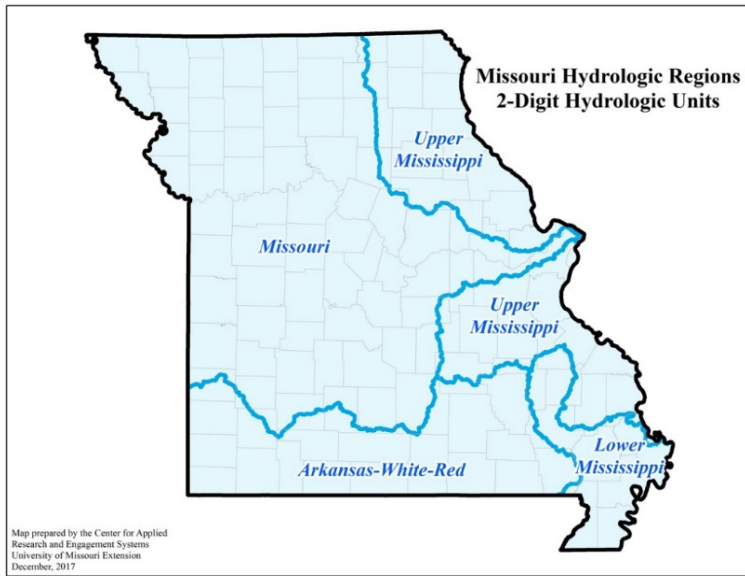 Missouri Hydrologic Regions
2-Digit Hydrologic Units
Upper
Mississippi
Missouri
Upper
Mississippi
Lower
Mississippi
Arkansas-White-Red
Map prepared by the Center for Applied
Research and Engagement Systems
University of Missouri Extension
December, 2017